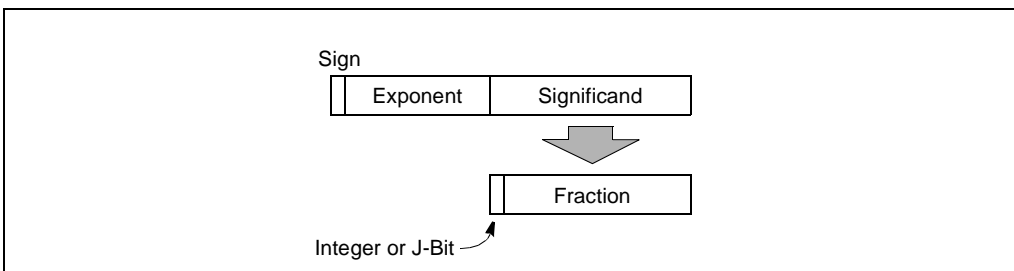 Sign
Exponent
Significand
Fraction
Integer or J-Bit